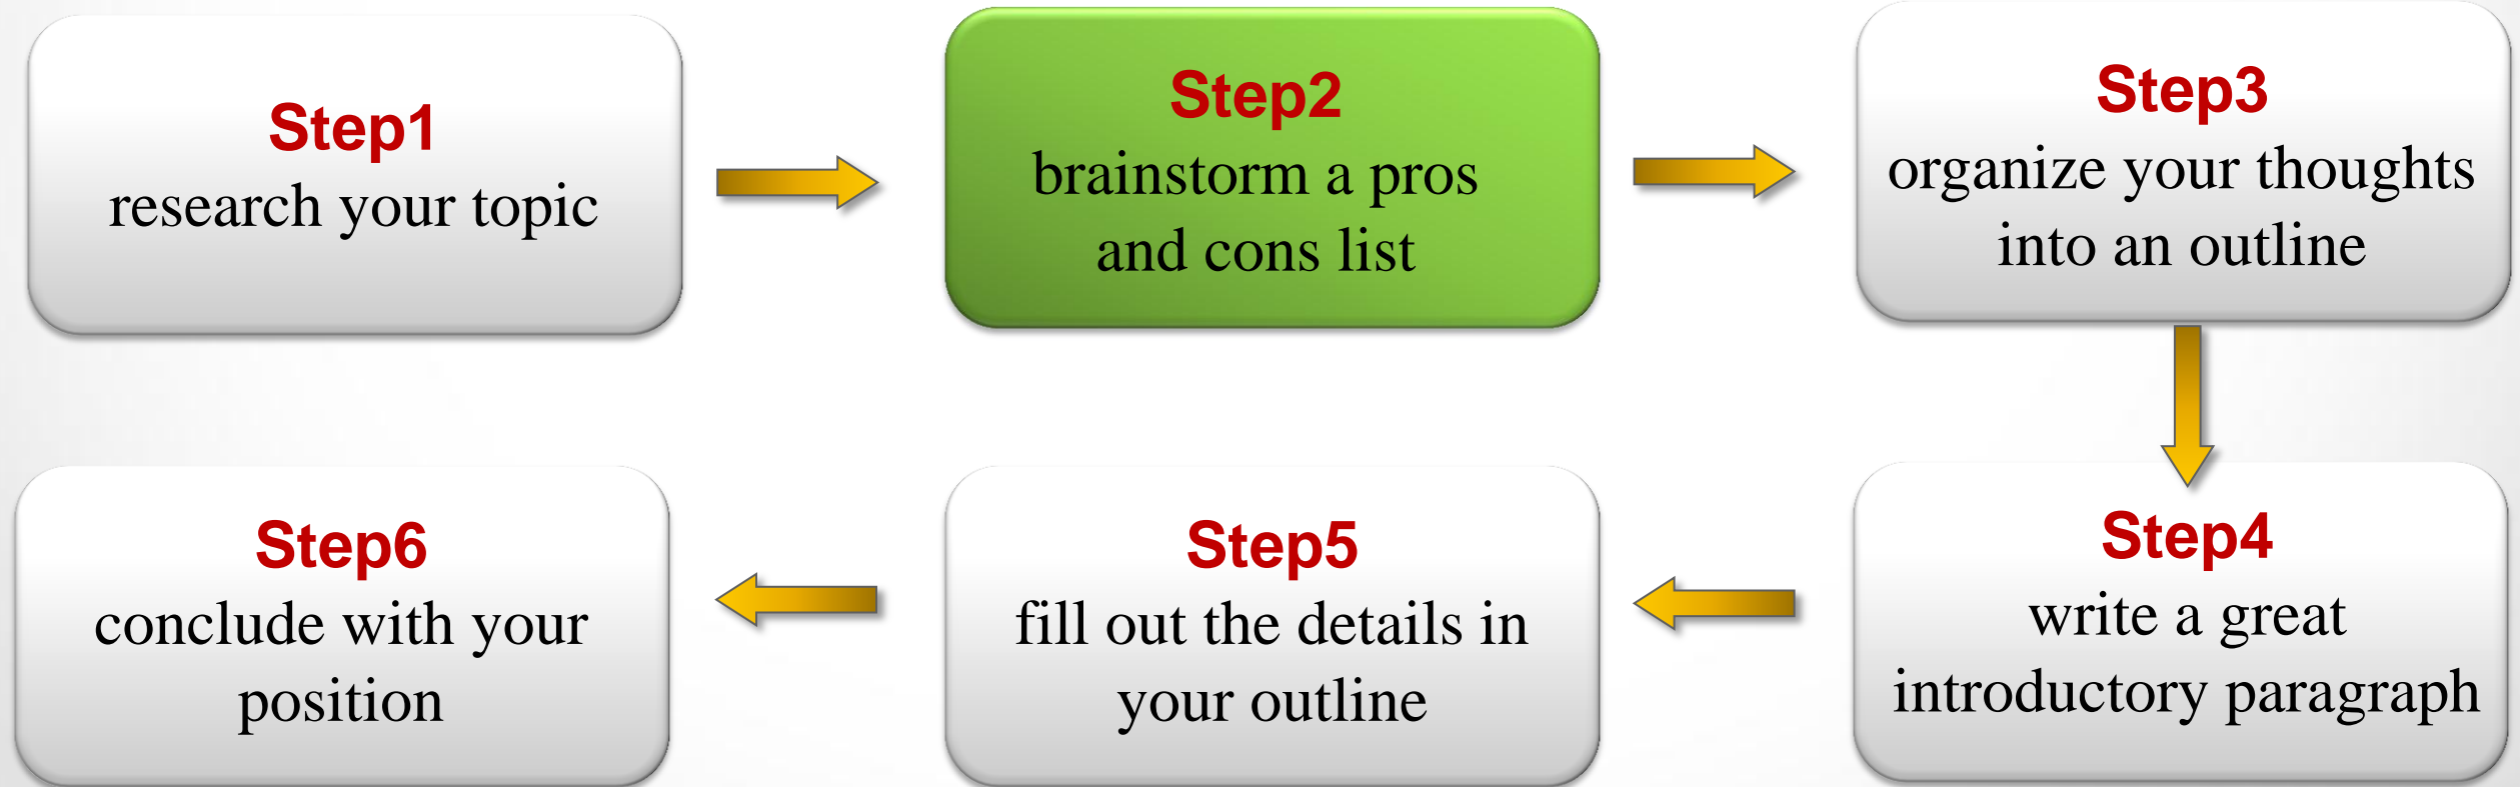 Step1
research your topic
Step2
brainstorm a pros
and cons list
Step3
organize your thoughts
into an outline
Step4
write a great
introductory paragraph
Step5
fill out the details in
your outline
Step6
conclude with your
position